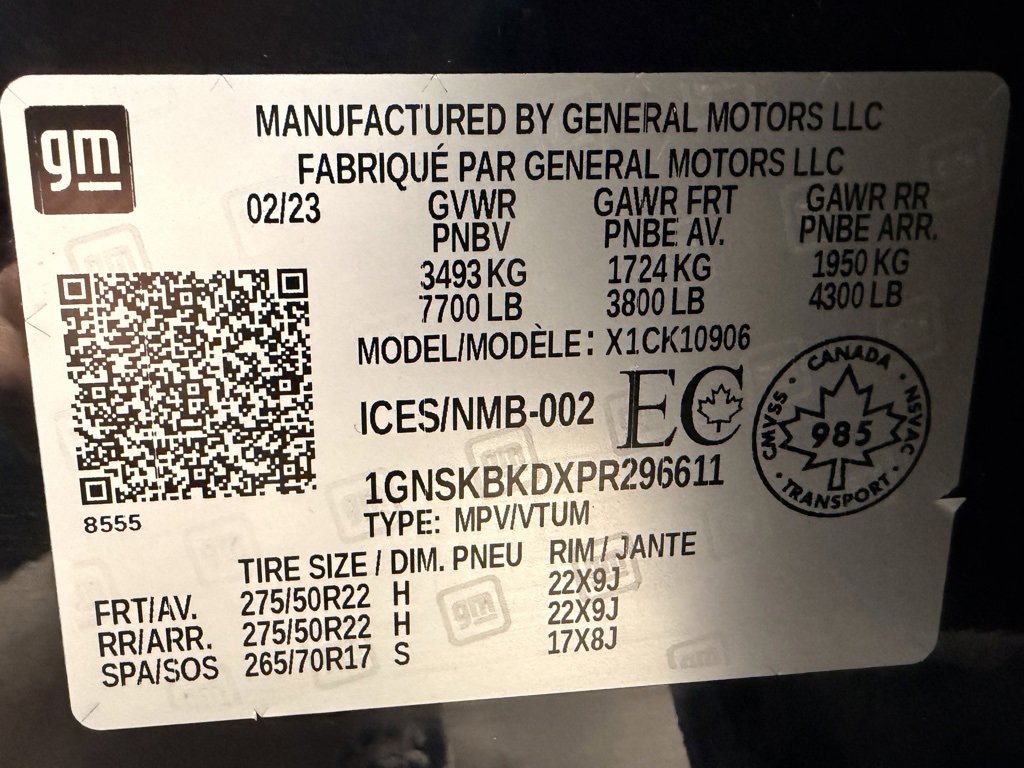 gm
MANUFACTURED BY GENERAL MOTORS LLC
FABRIQUÉ PAR GENERAL MOTORS LLC
02/23 GVWR GAWR FRT GAWR RR
PNBV PNBE AV. PNBE ARR.
3493 KG 1724 KG 1950 KG
7700 LB 3800 LB 4300 LB
MODEL/MODÈLE: X1CK10906
ICES/NMB-002 EC
CANADA
CMVSS 985 NSVAC
TRANSPORT
1GNSKBKDXPR296611
8555
TYPE: MPV/VTUM
TIRE SIZE / DIM. PNEU RIM / JANTE
FRT/AV. 275/50R22 H 22X9J
RR/ARR. 275/50R22 H 22X9J
SPA/SOS 265/70R17 S 17X8J